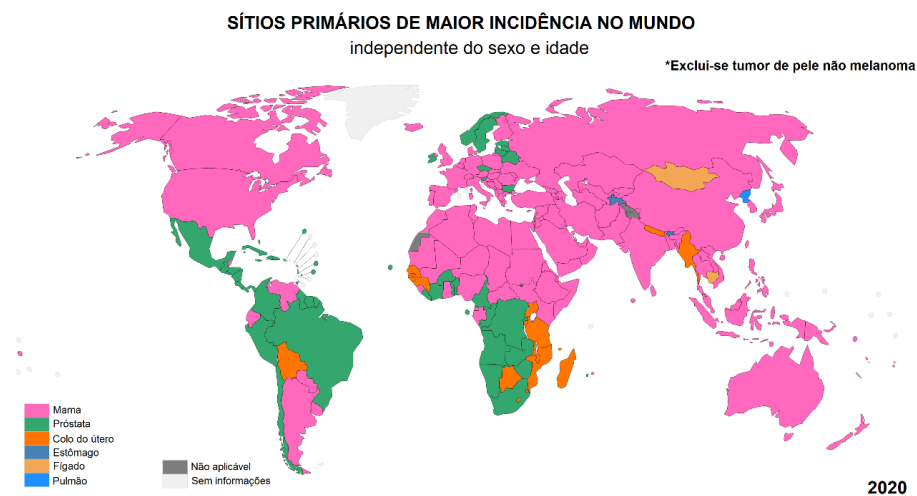 SÍTIOS PRIMÁRIOS DE MAIOR INCIDÊNCIA NO MUNDO
independente do sexo e idade
*Exclui-se tumor de pele não melanoma
Mama
Próstata
Colo do útero
Estômago
Fígado
Pulmão
Não aplicável
Sem informações
2020